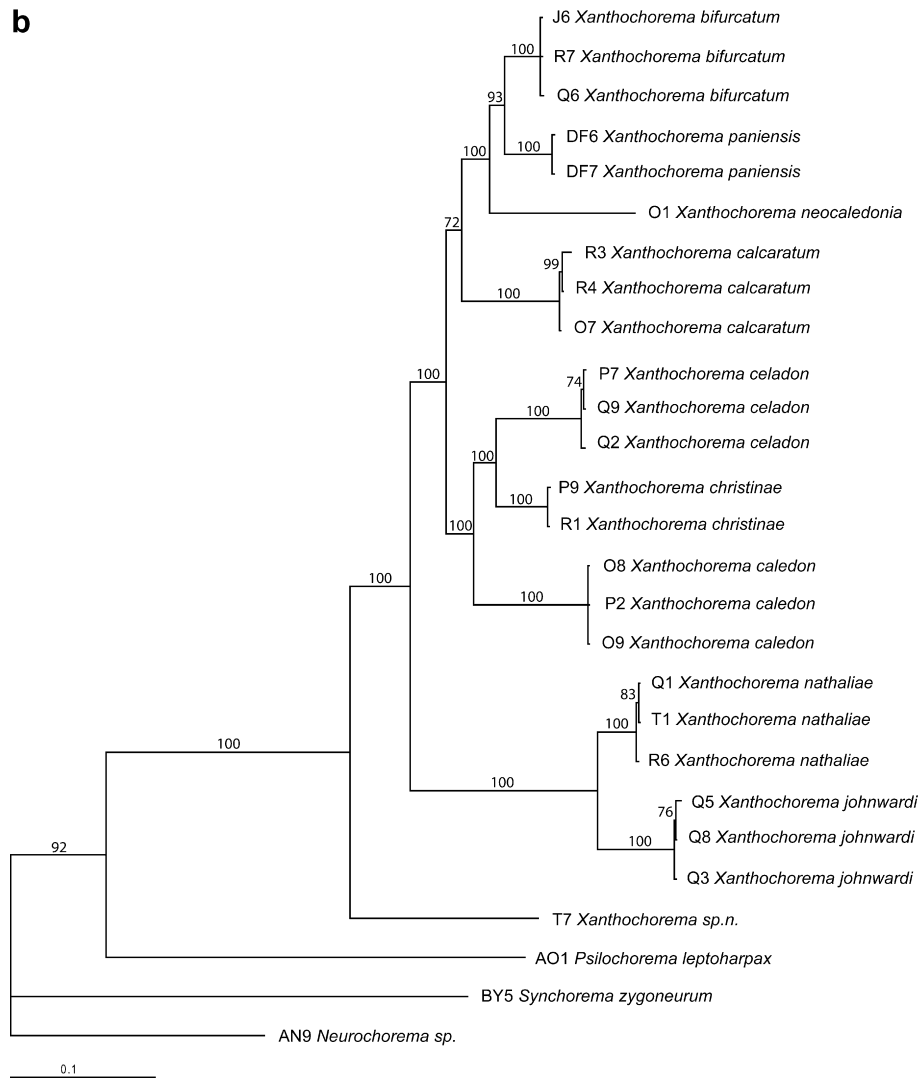 b
J6 Xanthochorema bifurcatum
100
R7 Xanthochorema bifurcatum
93
Q6 Xanthochorema bifurcatum
DF6 Xanthochorema paniensis
100
100
DF7 Xanthochorema paniensis
O1 Xanthochorema neocaledonia
72
R3 Xanthochorema calcaratum
99
R4 Xanthochorema calcaratum
100
O7 Xanthochorema calcaratum
100
P7 Xanthochorema celadon
74
Q9 Xanthochorema celadon
100
Q2 Xanthochorema celadon
100
P9 Xanthochorema christinae
100
R1 Xanthochorema christinae
100
O8 Xanthochorema caledon
100
100
P2 Xanthochorema caledon
O9 Xanthochorema caledon
Q1 Xanthochorema nathaliae
83
T1 Xanthochorema nathaliae
100
100
R6 Xanthochorema nathaliae
100
Q5 Xanthochorema johnwardi
76
Q8 Xanthochorema johnwardi
100
92
Q3 Xanthochorema johnwardi
T7 Xanthochorema sp.n.
AO1 Psilochorema leptoharpax
BY5 Synchorema zygoneurum
AN9 Neurochorema sp.
0.1